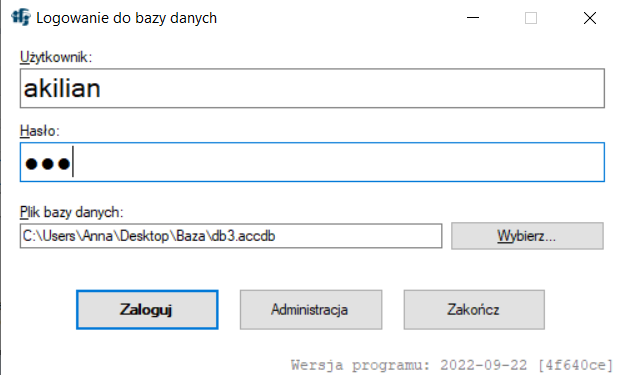 Logowanie do bazy danych
Użytkownik:
akilian
Hasło:
●●●
Plik bazy danych:
C:\Users\Anna\Desktop\Baza\db3.accdb
Wybierz...
Zaloguj
Administracja
Zakończ
Wersja programu: 2022-09-22 [4f640ce]